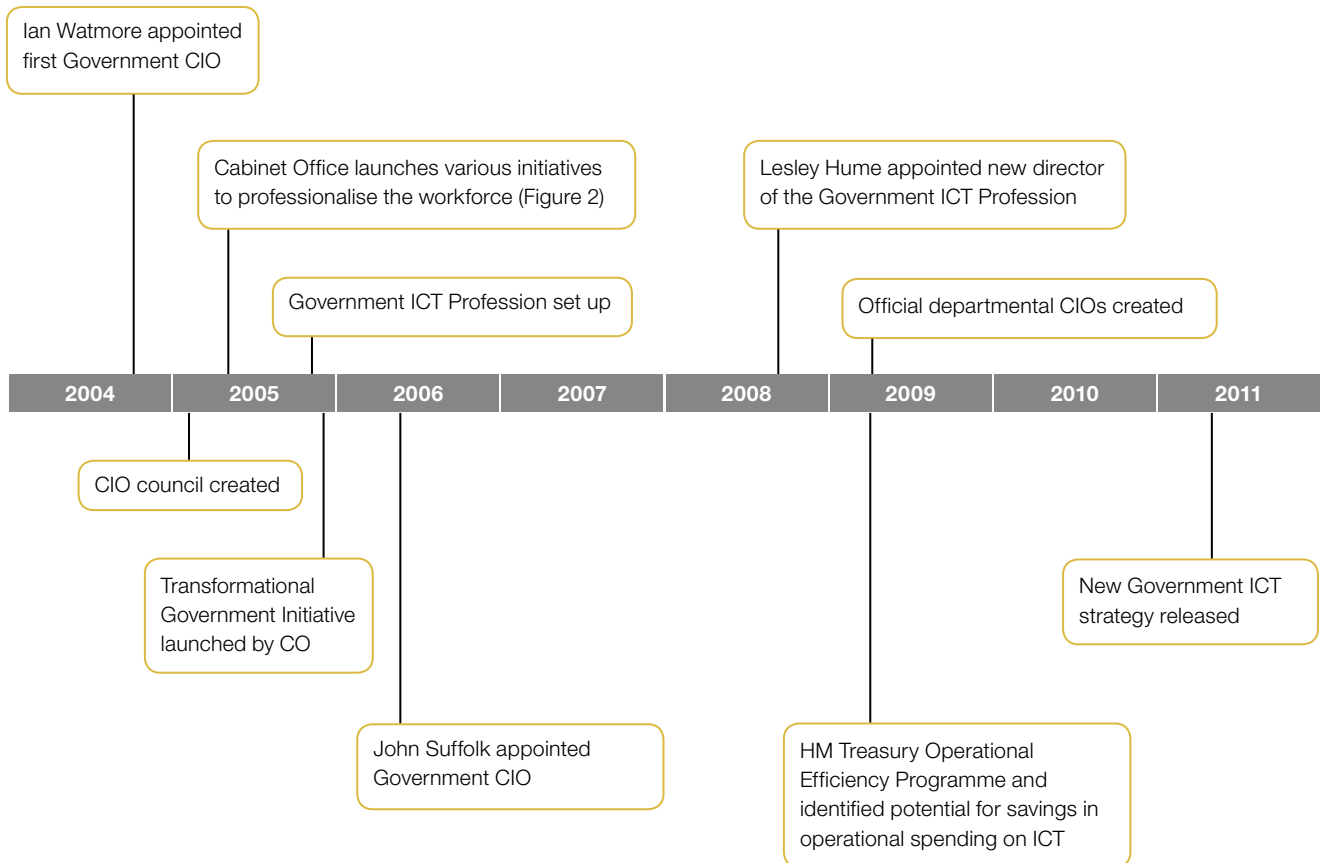 Ian Watmore appointed
first Government CIO
Cabinet Office launches various initiatives
to professionalise the workforce (Figure 2)
Lesley Hume appointed new director
of the Government ICT Profession
Government ICT Profession set up
Official departmental CIOs created
2004 2005 2006 2007 2008 2009 2010 2011
CIO council created
Transformational
Government Initiative
launched by CO
New Government ICT
strategy released
John Suffolk appointed
Government CIO
HM Treasury Operational
Efficiency Programme and
identified potential for savings in
operational spending on ICT